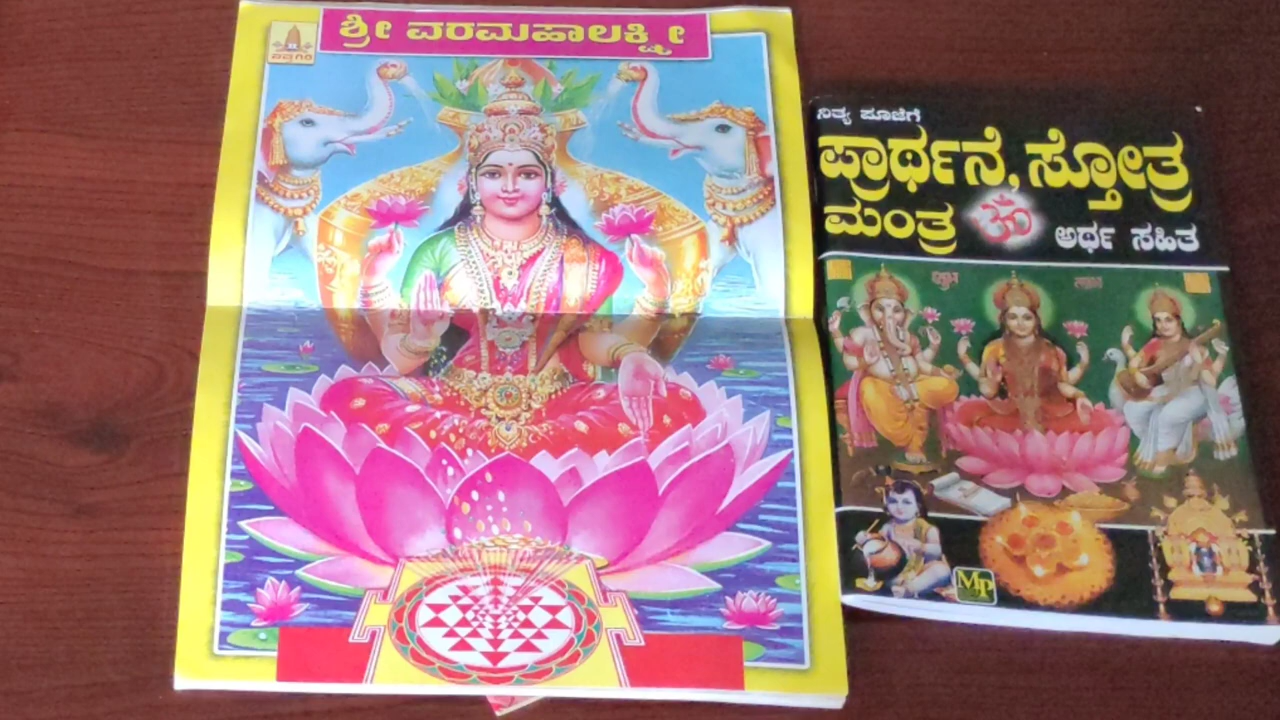 ಶ್ರೀ ವರಮಹಾಲಕ್ಷ್ಮೀ
ನಿತ್ಯ ಪೂಜೆಗೆ
ಪ್ರಾರ್ಥನೆ, ಸ್ತೋತ್ರ
ಮಂತ್ರ ॐ ಅರ್ಥ ಸಹಿತ
MP